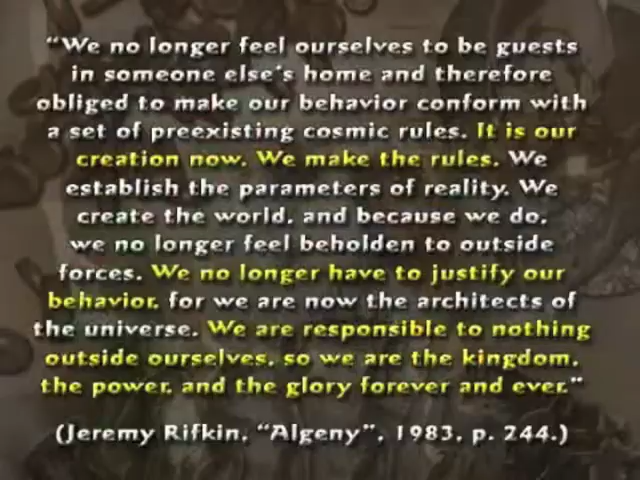 “We no longer feel ourselves to be guests
in someone else's home and therefore
obliged to make our behavior conform with
a set of preexisting cosmic rules. It is our
creation now. We make the rules. We
establish the parameters of reality. We
create the world, and because we do,
we no longer feel beholden to outside
forces. We no longer have to justify our
behavior, for we are now the architects of
the universe. We are responsible to nothing
outside ourselves, so we are the kingdom,
the power, and the glory forever and ever.”
(Jeremy Rifkin, “Algeny”, 1983, p. 244.)